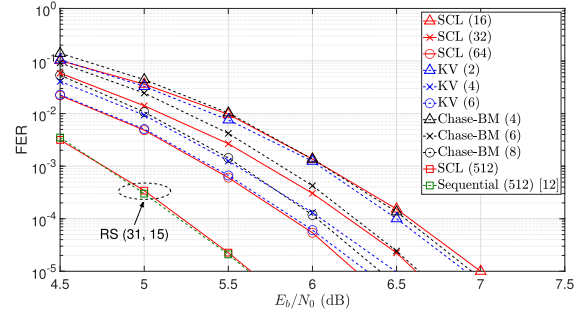 10^0
10^-1
10^-2
10^-3
10^-4
10^-5
FER
4.5 5 5.5 6 6.5 7 7.5
E_b/N_0 (dB)
RS (31, 15)
SCL (16)
SCL (32)
SCL (64)
KV (2)
KV (4)
KV (6)
Chase-BM (4)
Chase-BM (6)
Chase-BM (8)
SCL (512)
Sequential (512) [12]